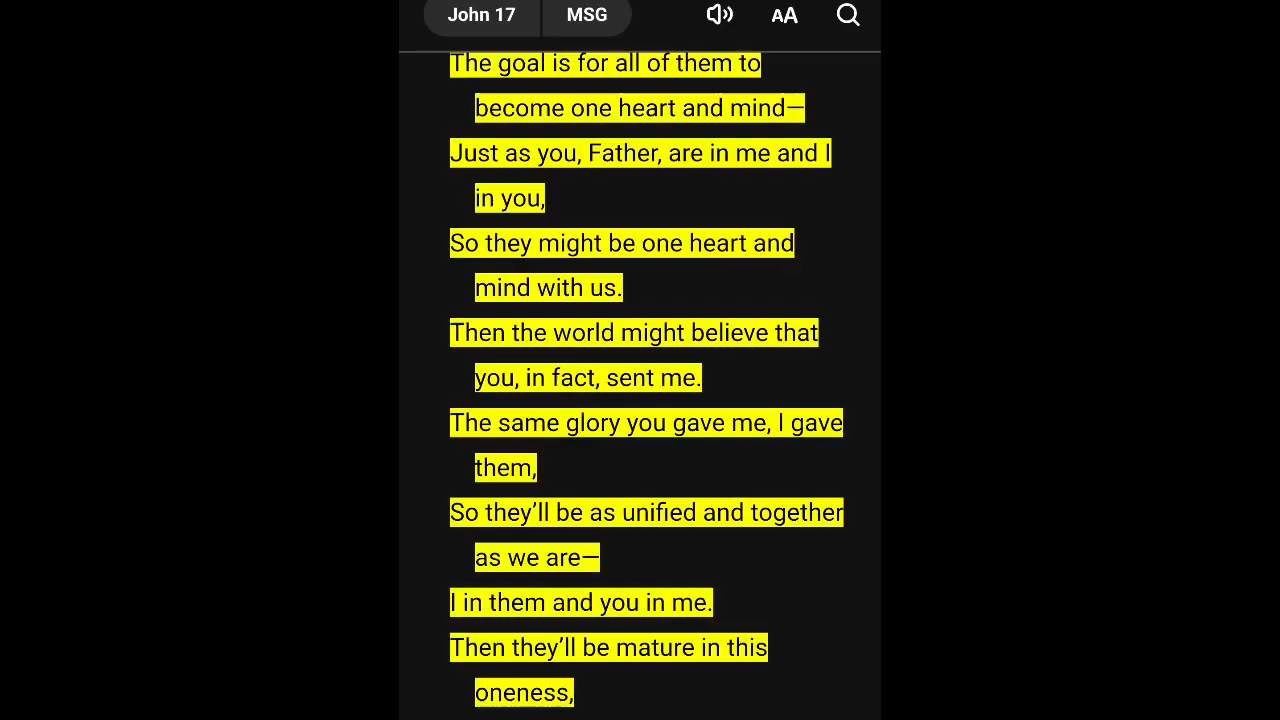 John 17 MSG AA
The goal is for all of them to
become one heart and mind—
Just as you, Father, are in me and I
in you,
So they might be one heart and
mind with us.
Then the world might believe that
you, in fact, sent me.
The same glory you gave me, I gave
them,
So they’ll be as unified and together
as we are—
I in them and you in me.
Then they’ll be mature in this
oneness,